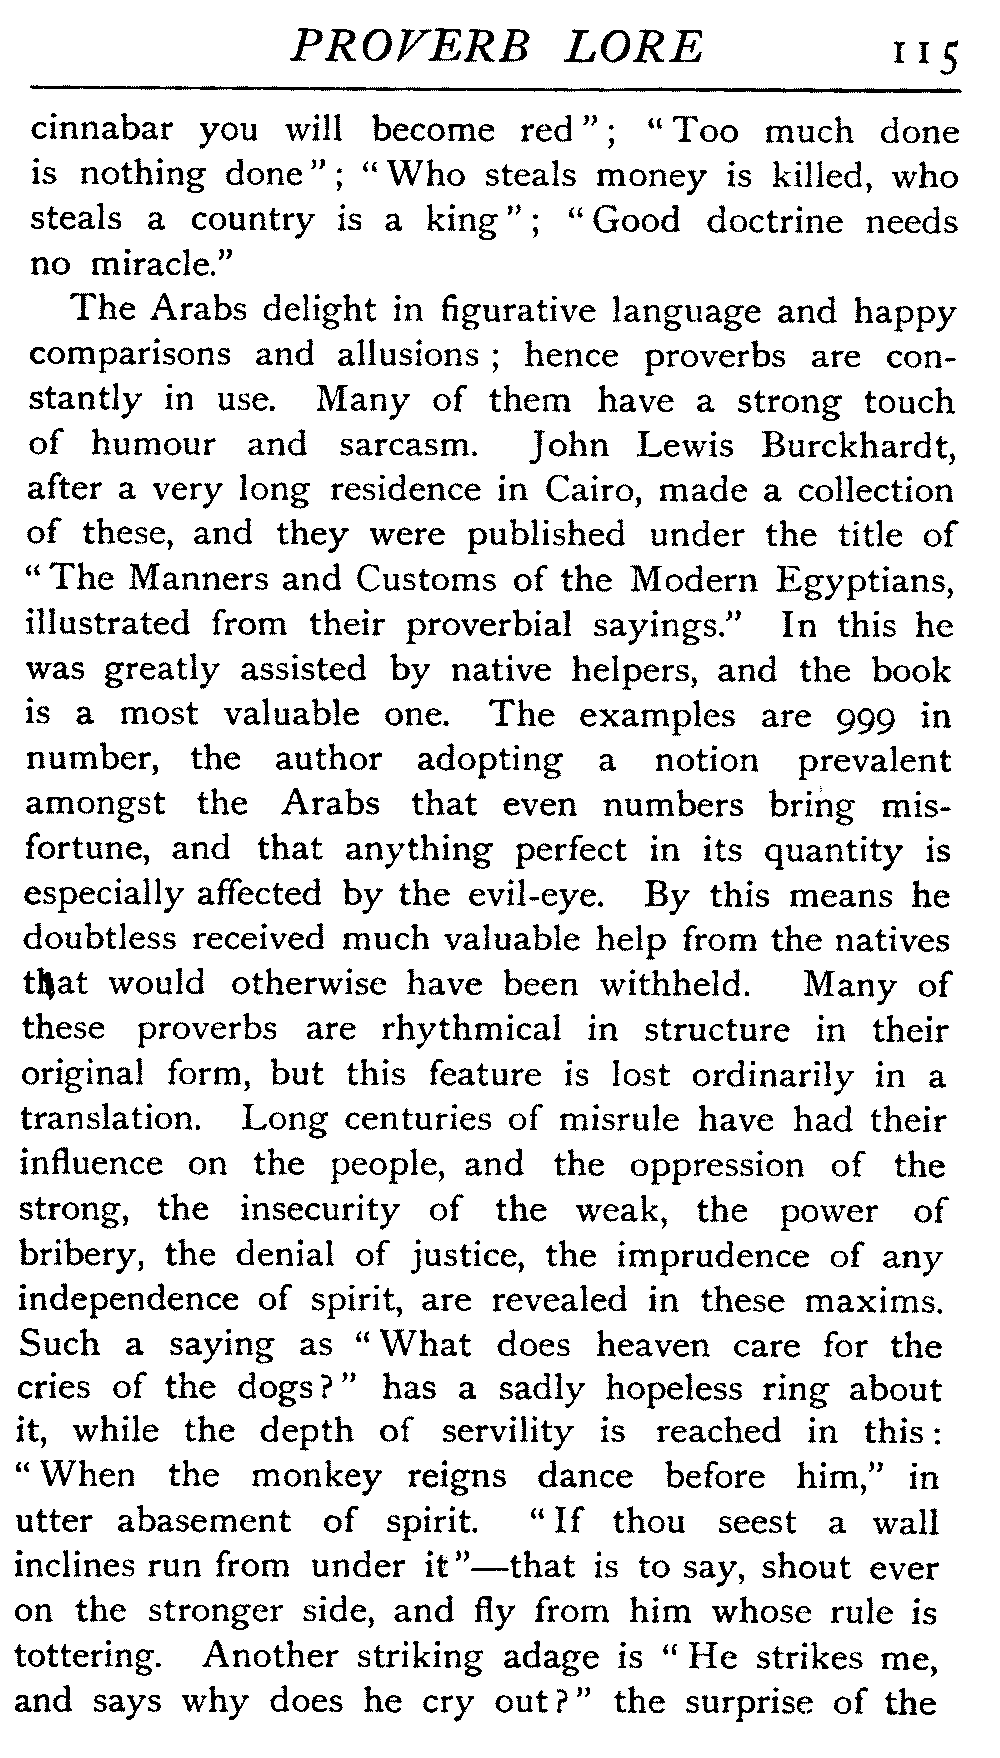 PROVERB LORE 115
cinnabar you will become red"; "Too much done
is nothing done"; "Who steals money is killed, who
steals a country is a king"; "Good doctrine needs
no miracle."
The Arabs delight in figurative language and happy
comparisons and allusions; hence proverbs are con-
stantly in use. Many of them have a strong touch
of humour and sarcasm. John Lewis Burckhardt,
after a very long residence in Cairo, made a collection
of these, and they were published under the title of
"The Manners and Customs of the Modern Egyptians,
illustrated from their proverbial sayings." In this he
was greatly assisted by native helpers, and the book
is a most valuable one. The examples are 999 in
number, the author adopting a notion prevalent
amongst the Arabs that even numbers bring mis-
fortune, and that anything perfect in its quantity is
especially affected by the evil-eye. By this means he
doubtless received much valuable help from the natives
that would otherwise have been withheld. Many of
these proverbs are rhythmical in structure in their
original form, but this feature is lost ordinarily in a
translation. Long centuries of misrule have had their
influence on the people, and the oppression of the
strong, the insecurity of the weak, the power of
bribery, the denial of justice, the imprudence of any
independence of spirit, are revealed in these maxims.
Such a saying as "What does heaven care for the
cries of the dogs?" has a sadly hopeless ring about
it, while the depth of servility is reached in this:
"When the monkey reigns dance before him," in
utter abasement of spirit. "If thou seest a wall
inclines run from under it"—that is to say, shout ever
on the stronger side, and fly from him whose rule is
tottering. Another striking adage is "He strikes me,
and says why does he cry out?" the surprise of the